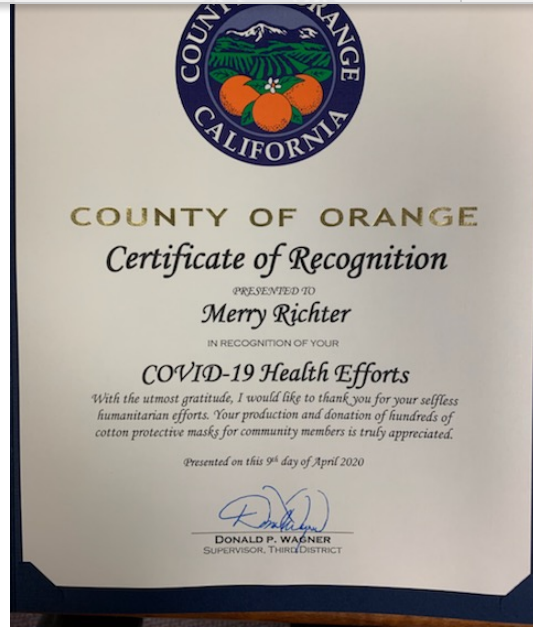 COUNTY OF ORANGE
CALIFORNIA
COUNTY OF ORANGE
Certificate of Recognition
PRESENTED TO
Merry Richter
IN RECOGNITION OF YOUR
COVID-19 Health Efforts
With the utmost gratitude, I would like to thank you for your selfless
humanitarian efforts. Your production and donation of hundreds of
cotton protective masks for community members is truly appreciated.
Presented on this 9th day of April 2020
DONALD P. WAGNER
SUPERVISOR, THIRD DISTRICT